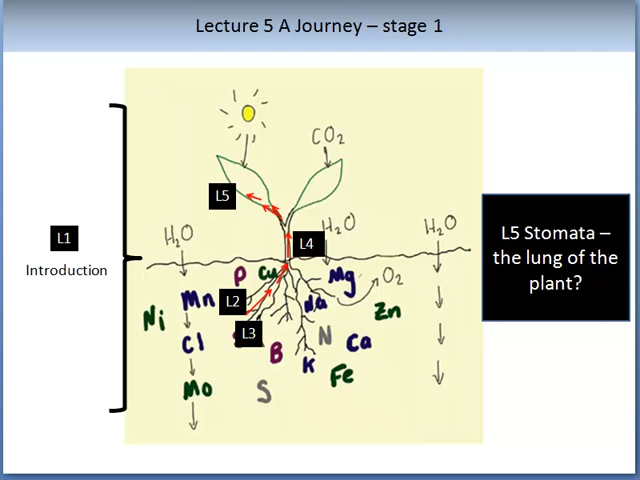 Lecture 5 A Journey – stage 1
CO2
L5
H2O
H2O
H2O
L1
Introduction
L4
L5 Stomata –
the lung of the
plant?
P
Cu
Mg
O2
Mn
L2
Na
Zn
Ni
L3
Cl
B
N
Ca
K
Fe
Mo
S